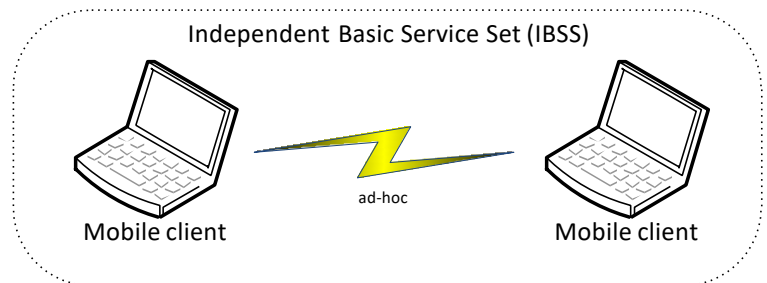 Independent Basic Service Set (IBSS)
ad-hoc
Mobile client
Mobile client